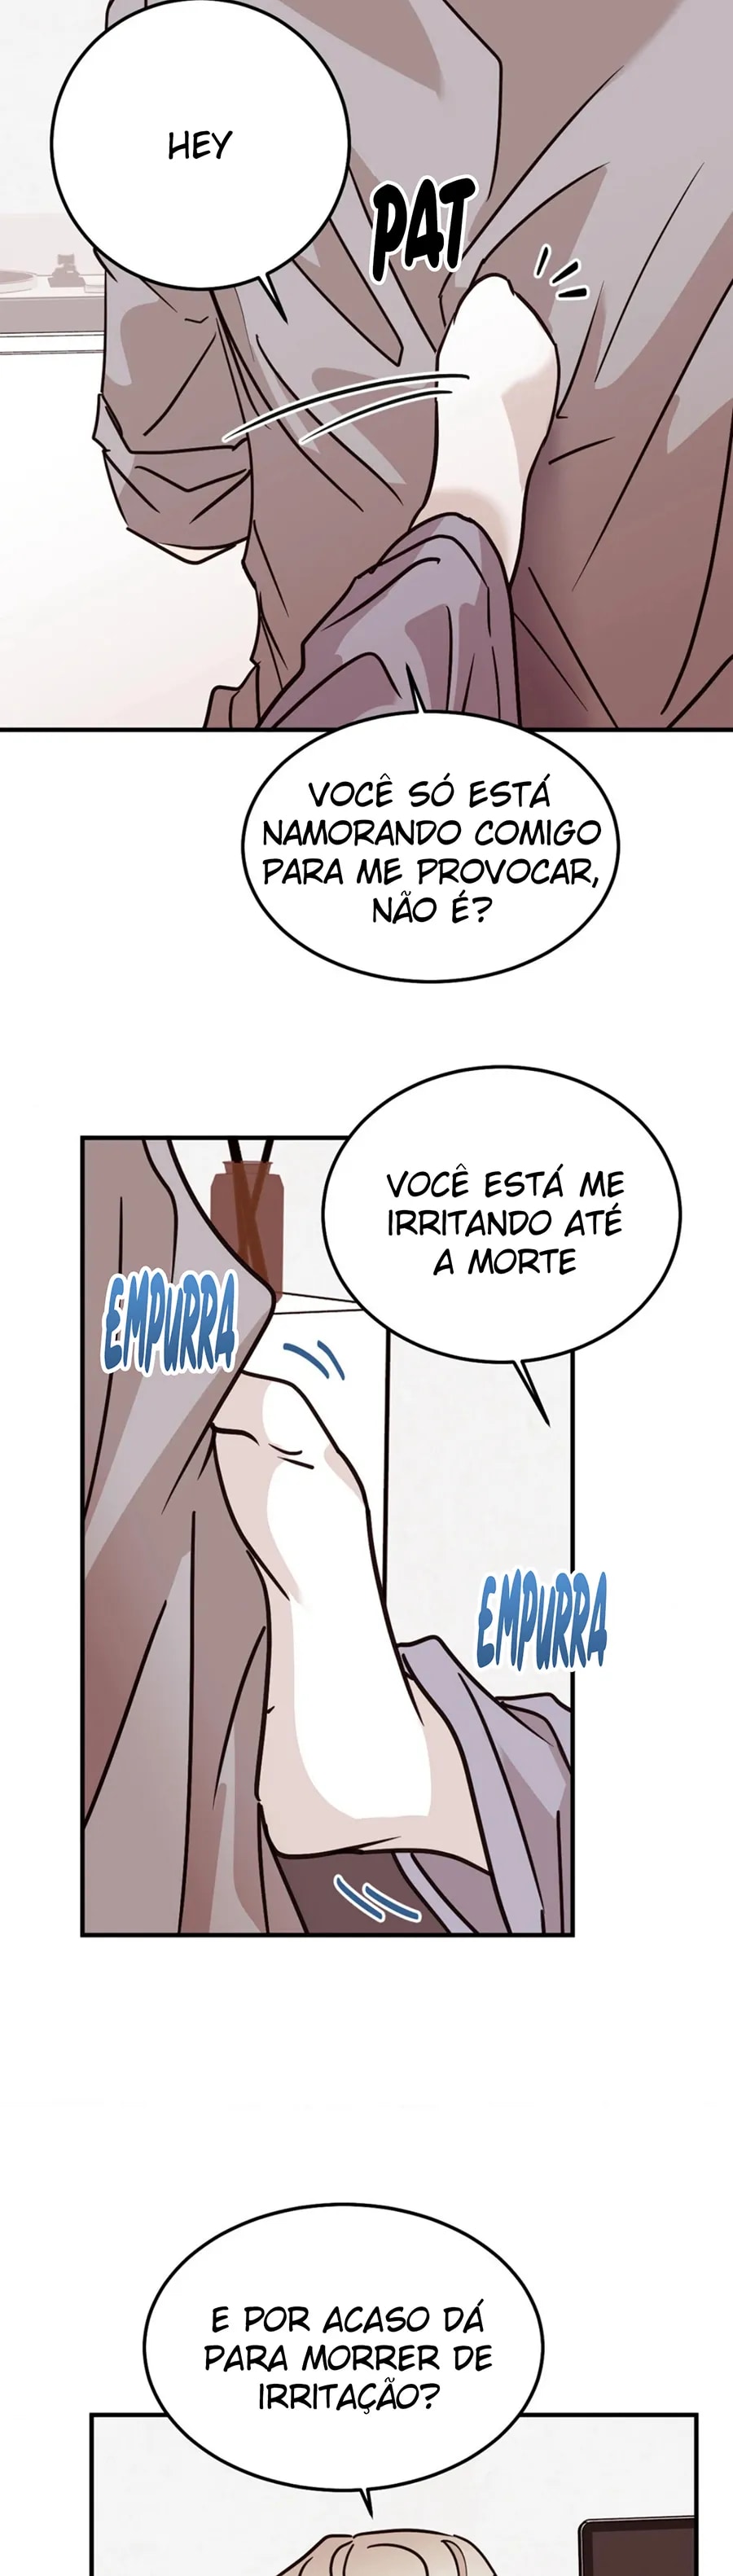 HEY
PAT
VOCÊ SÓ ESTÁ
NAMORANDO COMIGO
PARA ME PROVOCAR,
NÃO É?
VOCÊ ESTÁ ME
IRRITANDO ATÉ
A MORTE
EMPURRA
EMPURRA
E POR ACASO DÁ
PARA MORRER DE
IRRITAÇÃO?